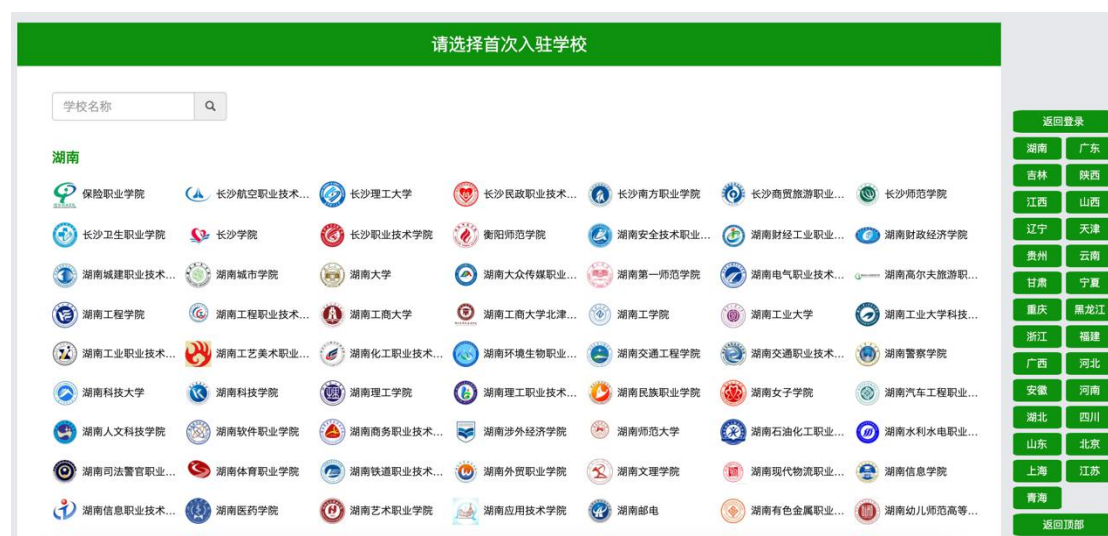 请选择首次入驻学校
学校名称
湖南
保险职业学院 长沙航空职业技术... 长沙理工大学 长沙民政职业技术... 长沙南方职业学院 长沙商贸旅游职业... 长沙师范学院
长沙卫生职业学院 长沙学院 长沙职业技术学院 衡阳师范学院 湖南安全技术职业... 湖南财经工业职业... 湖南财政经济学院
湖南城建职业技术... 湖南城市学院 湖南大学 湖南大众传媒职业... 湖南第一师范学院 湖南电气职业技术... 湖南高尔夫旅游职...
湖南工程学院 湖南工程职业技术... 湖南工商大学 湖南工商大学北津... 湖南工学院 湖南工业大学 湖南工业大学科技...
湖南工业职业技术... 湖南工艺美术职业... 湖南化工职业技术... 湖南环境生物职业... 湖南交通工程学院 湖南交通职业技术... 湖南警察学院
湖南科技大学 湖南科技学院 湖南理工学院 湖南理工职业技术... 湖南民族职业学院 湖南女子学院 湖南汽车工程职业...
湖南人文科技学院 湖南软件职业学院 湖南商务职业技术... 湖南涉外经济学院 湖南师范大学 湖南石油化工职业... 湖南水利水电职业...
湖南司法警官职业... 湖南体育职业学院 湖南铁道职业技术... 湖南外贸职业学院 湖南文理学院 湖南现代物流职业... 湖南信息学院
湖南信息职业技术... 湖南医药学院 湖南艺术职业学院 湖南应用技术学院 湖南邮电 湖南有色金属职业... 湖南幼儿师范高等...
返回登录
湖南 广东
吉林 陕西
江西 山西
辽宁 天津
贵州 云南
甘肃 宁夏
重庆 黑龙江
浙江 福建
广西 河北
安徽 河南
湖北 四川
山东 北京
上海 江苏
青海
返回顶部